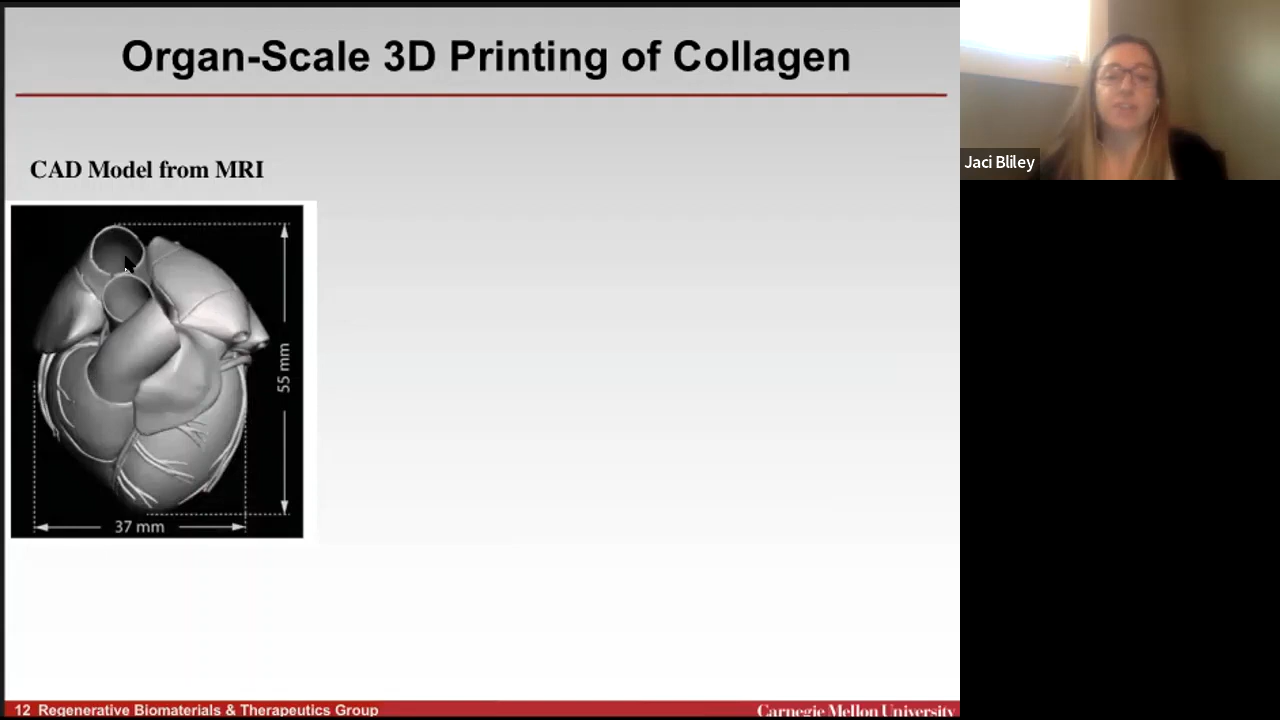 Organ-Scale 3D Printing of Collagen
Jaci Bliley
CAD Model from MRI
55 mm
37 mm
12 Regenerative Biomaterials & Therapeutics Group
Carnegie Mellon University